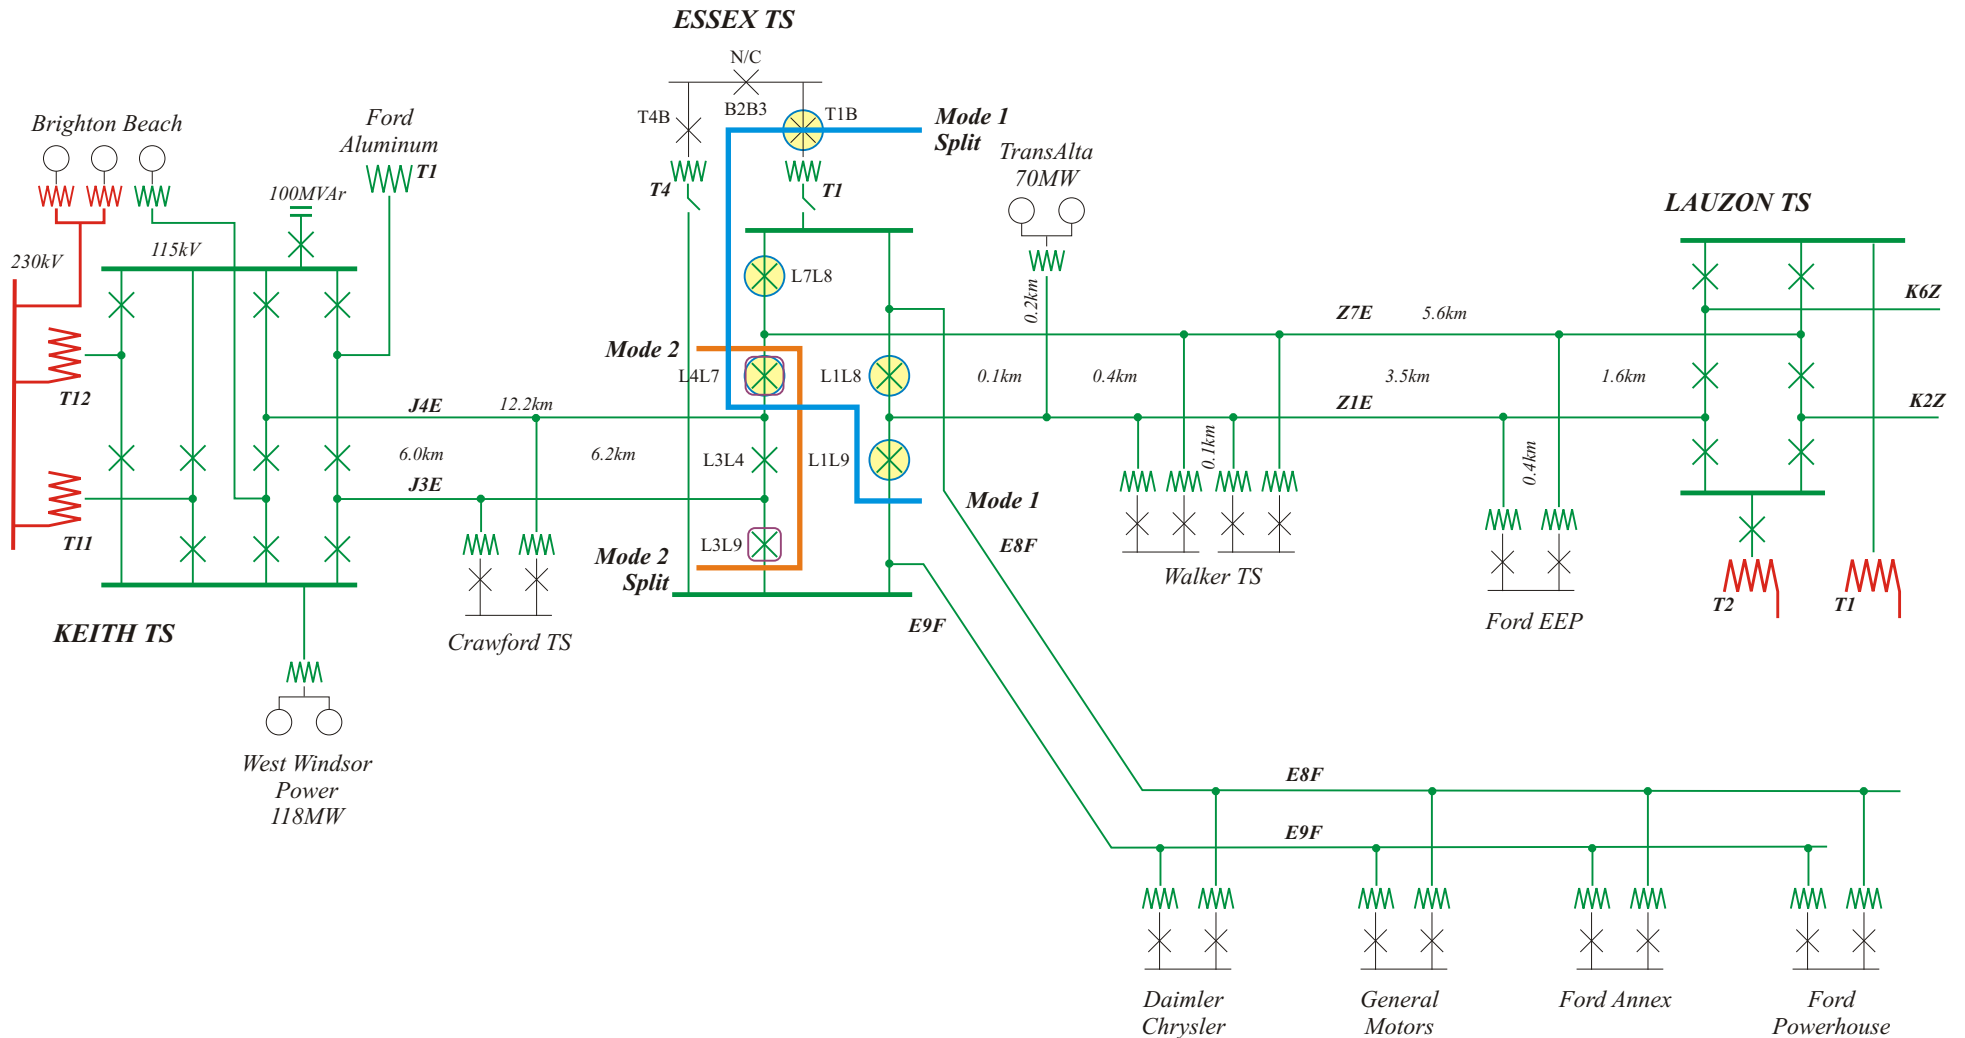 ESSEX TS
N/C
B2B3
T4B
T1B
Mode 1
Split
T4
T1
Brighton Beach
Ford
Aluminum
T1
100MVAr
230kV
115kV
T12
T11
KEITH TS
West Windsor
Power
118MW
J4E
12.2km
6.0km
6.2km
J3E
Crawford TS
L7L8
Mode 2
L4L7
L1L8
L3L4
L1L9
L3L9
Mode 2
Split
Mode 1
E8F
E9F
TransAlta
70MW
0.2km
Z7E
5.6km
0.1km
0.4km
3.5km
1.6km
Z1E
0.1km
0.4km
Walker TS
Ford EEP
LAUZON TS
K6Z
K2Z
T2
T1
E8F
E9F
Daimler
Chrysler
General
Motors
Ford Annex
Ford
Powerhouse